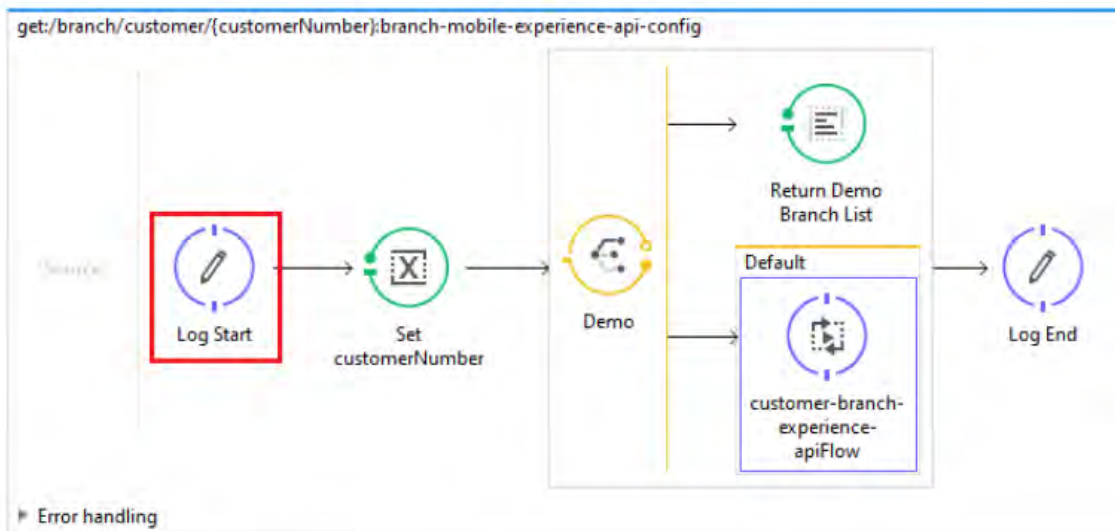 get:/branch/customer/{customerNumber}:branch-mobile-experience-api-config
Source
Log Start
Set
customerNumber
Demo
Return Demo
Branch List
Default
customer-branch-
experience-
apiFlow
Log End
Error handling